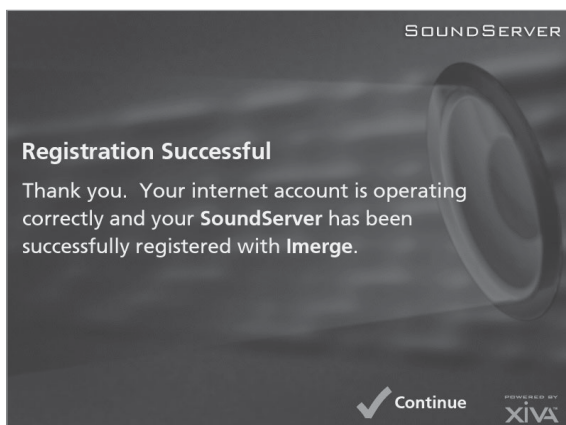 SOUNDSERVER
Registration Successful
Thank you. Your internet account is operating
correctly and your SoundServer has been
successfully registered with Imerge.
Continue
POWERED BY
XIVA™